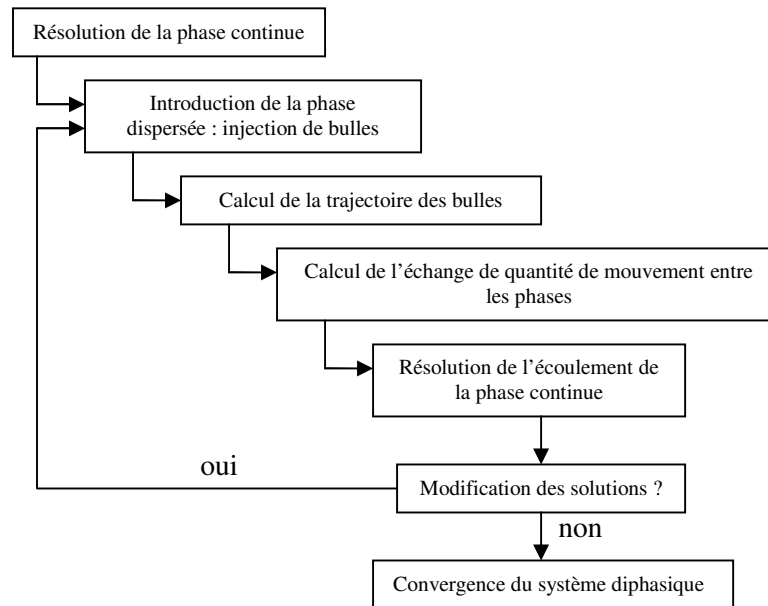 Résolution de la phase continue
Introduction de la phase
dispersée : injection de bulles
Calcul de la trajectoire des bulles
Calcul de l’échange de quantité de mouvement entre
les phases
Résolution de l’écoulement de
la phase continue
oui
Modification des solutions ?
non
Convergence du système diphasique